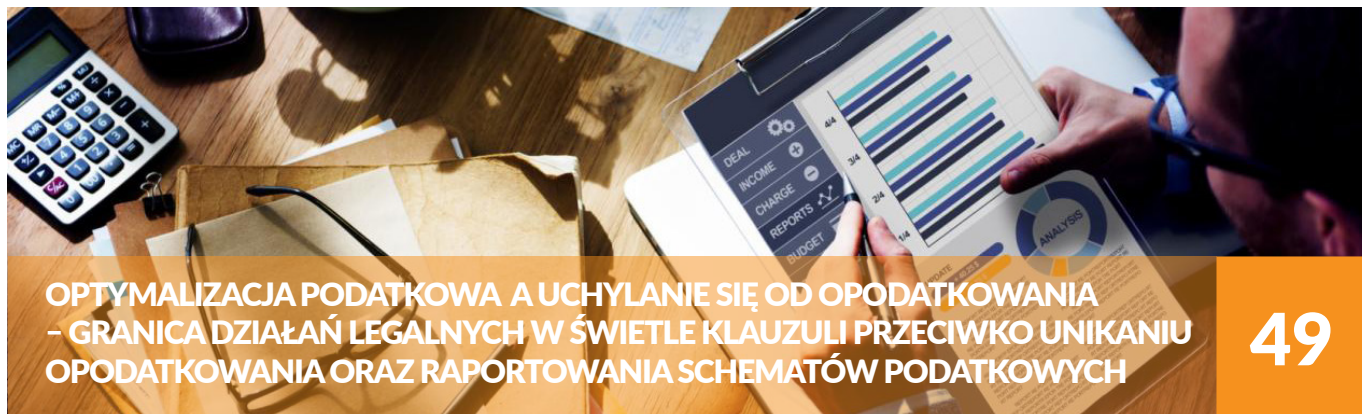 DEAL
INCOME
CHARGE
REPORTS
BUDGET
4/4
3/4
2/4
1/4
ANALYSIS
OPTYMALIZACJA PODATKOWA A UCHYLANIE SIĘ OD OPODATKOWANIA
– GRANICA DZIAŁAŃ LEGALNYCH W ŚWIETLE KLAUZULI PRZECIWKO UNIKANIU
OPODATKOWANIA ORAZ RAPORTOWANIA SCHEMATÓW PODATKOWYCH
49